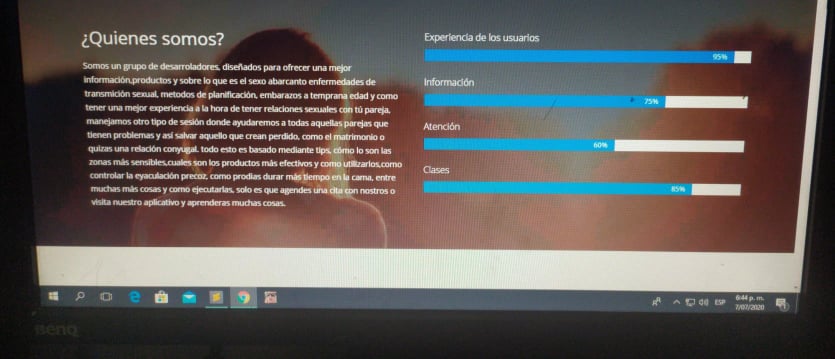 ¿Quienes somos?
Somos un grupo de desarroladores, diseñados para ofrecer una mejor
información,productos y sobre lo que es el sexo abarcanto enfermedades de
transmición sexual, metodos de planificación, embarazos a temprana edad y como
tener una mejor experiencia a la hora de tener relaciones sexuales con tú pareja,
manejamos otro tipo de sesión donde ayudaremos a todas aquellas parejas que
tienen problemas y así salvar aquello que crean perdido, como el matrimonio o
quizas una relación conyugal, todo esto es basado mediante tips, cómo lo son las
zonas más sensibles,cuales son los productos más efectivos y como utilizarlos,como
controlar la eyaculación precoz, como prodias durar más tiempo en la cama, entre
muchas más cosas y como ejecutarlas, solo es que agendes una cita con nostros o
visita nuestro aplicativo y aprenderas muchas cosas.
Experiencia de los usuarios
95%
Información
75%
Atención
60%
Clases
85%
ESP
6:44 p. m.
7/07/2020
BenQ